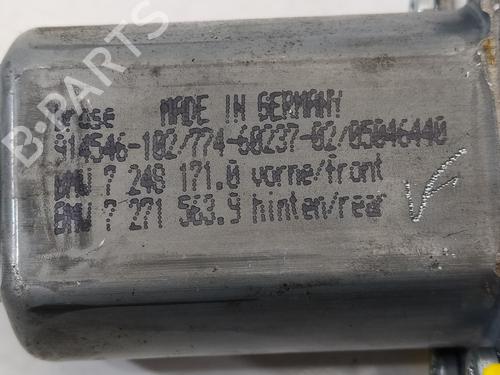 Brose MADE IN GERMANY
914546-102/774-60237-02/05046440
BMW 7 248 171.0 vorne/front
BMW 7 271 563.9 hinten/rear
B-PARTS